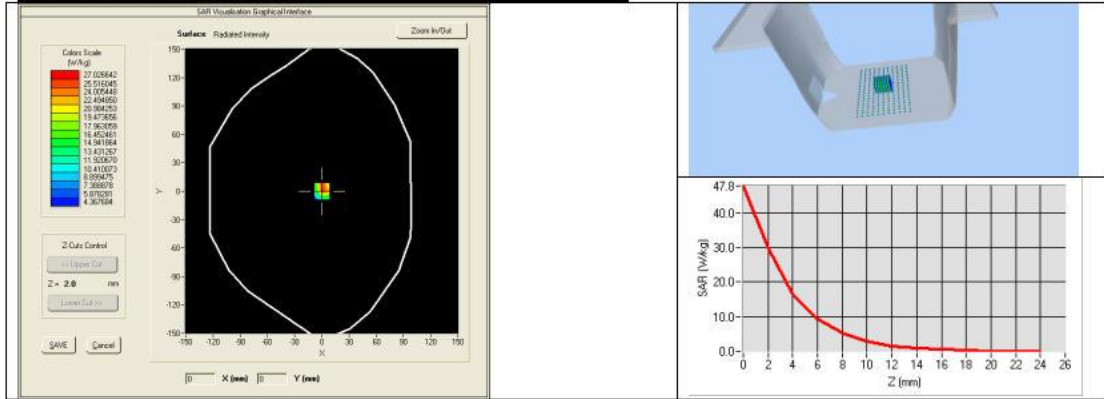 SAR Visualisation Graphical Interface
Surface Radiated Intensity
Zoom In/Out
Colors Scale
(W/kg)
27.026642
25.516045
24.005448
22.494850
20.984253
19.473656
17.963059
16.452461
14.941864
13.431267
11.920670
10.410073
8.899475
7.388878
5.878281
4.367684
Z-Cuts Control
<< Upper Cut
Z = 2.0 mm
Lower Cut >>
SAVE Cancel
Y
150
120
90
60
30
0
-30
-60
-90
-120
-150
-150 -120 -90 -60 -30 0 30 60 90 120 150
X
0 X (mm) 0 Y (mm)
SAR (W/kg)
47.8
40.0
30.0
20.0
10.0
0.0
0 2 4 6 8 10 12 14 16 18 20 22 24 26
Z (mm)